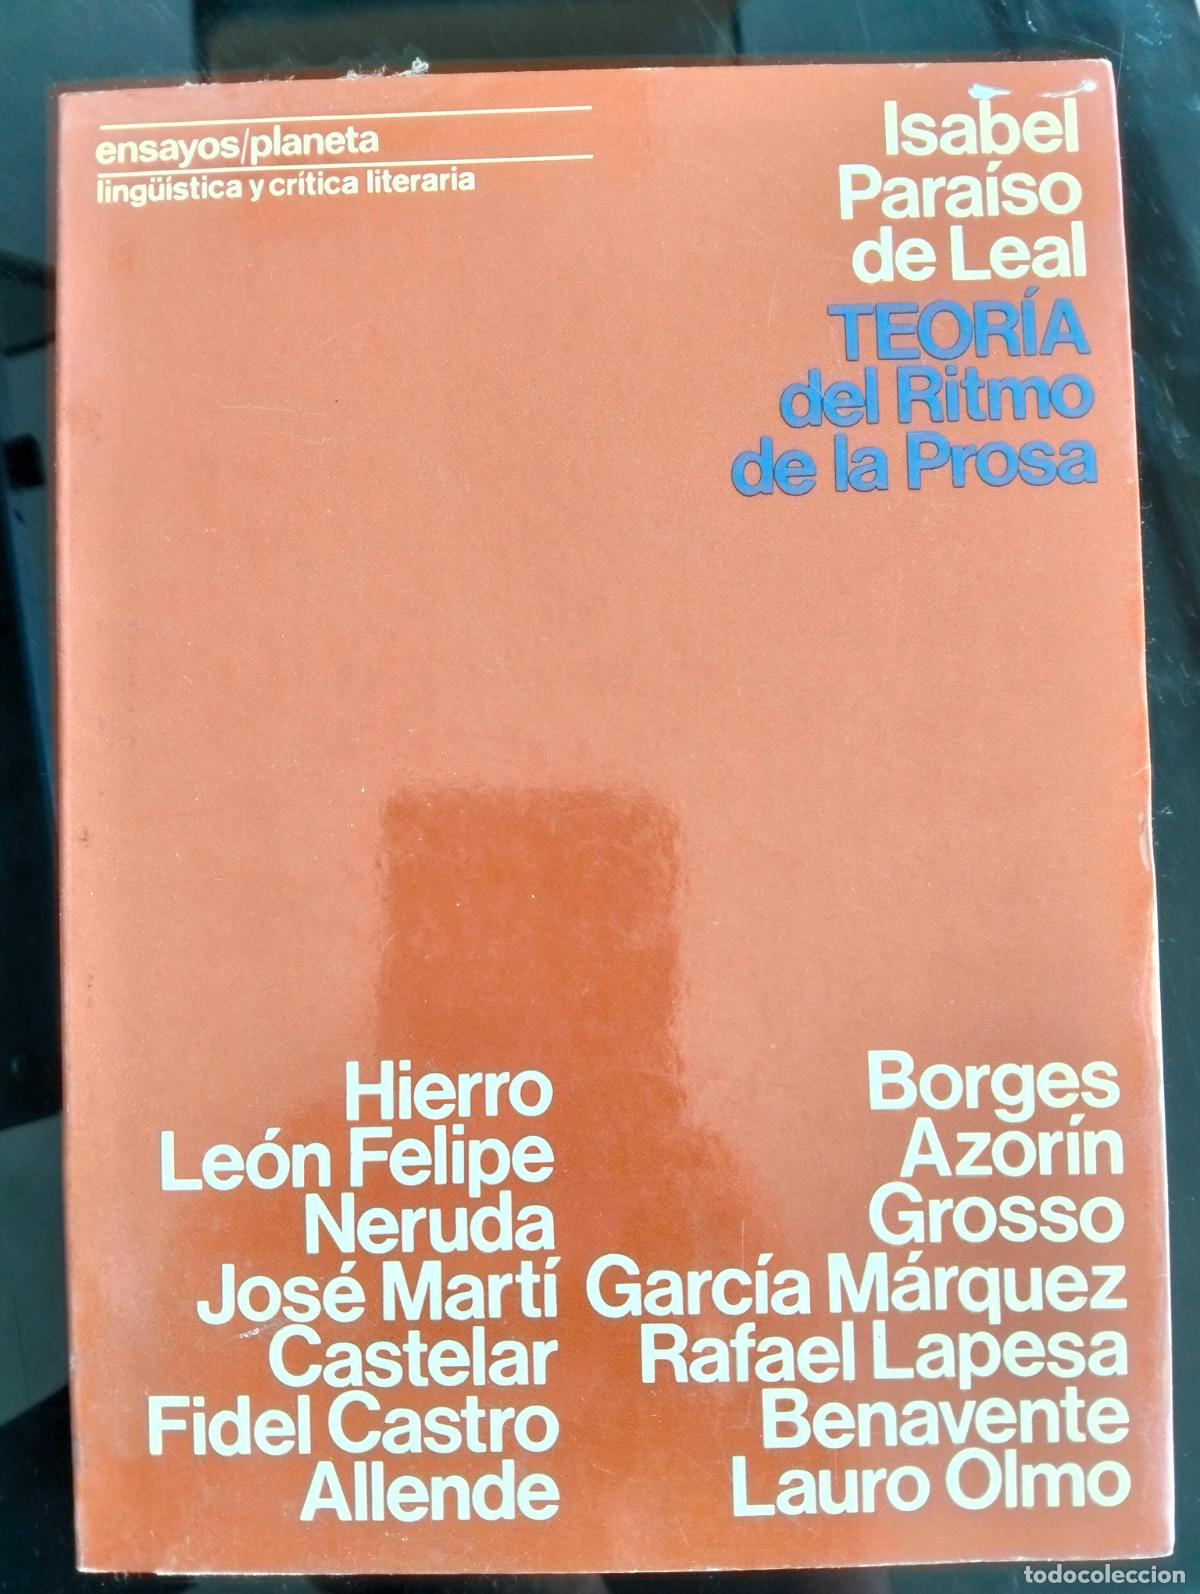 ensayos/planeta
lingüística y crítica literaria
Isabel
Paraíso
de Leal
TEORÍA
del Ritmo
de la Prosa
Hierro
León Felipe
Neruda
José Martí
Castelar
Fidel Castro
Allende
Borges
Azorín
Grosso
García Márquez
Rafael Lapesa
Benavente
Lauro Olmo
todocoleccion